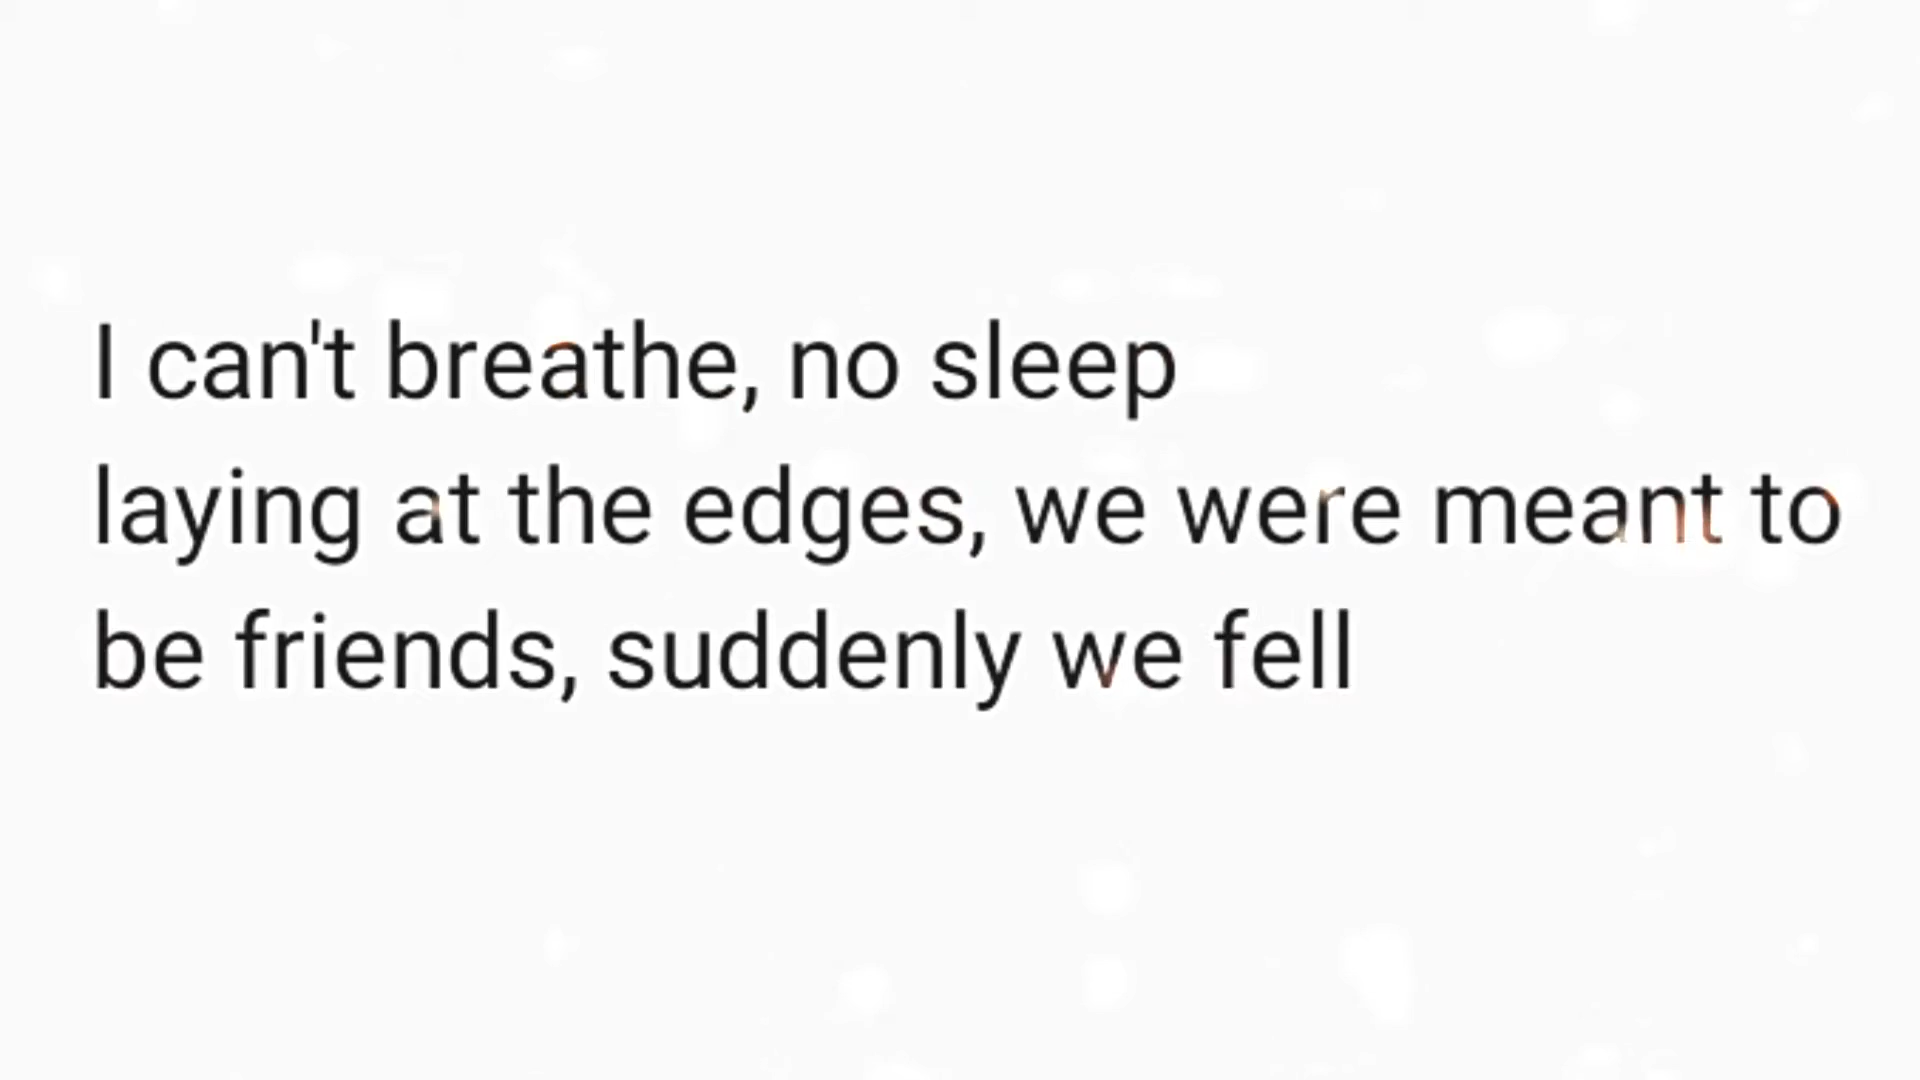 I can't breathe, no sleep
laying at the edges, we were meant to
be friends, suddenly we fell